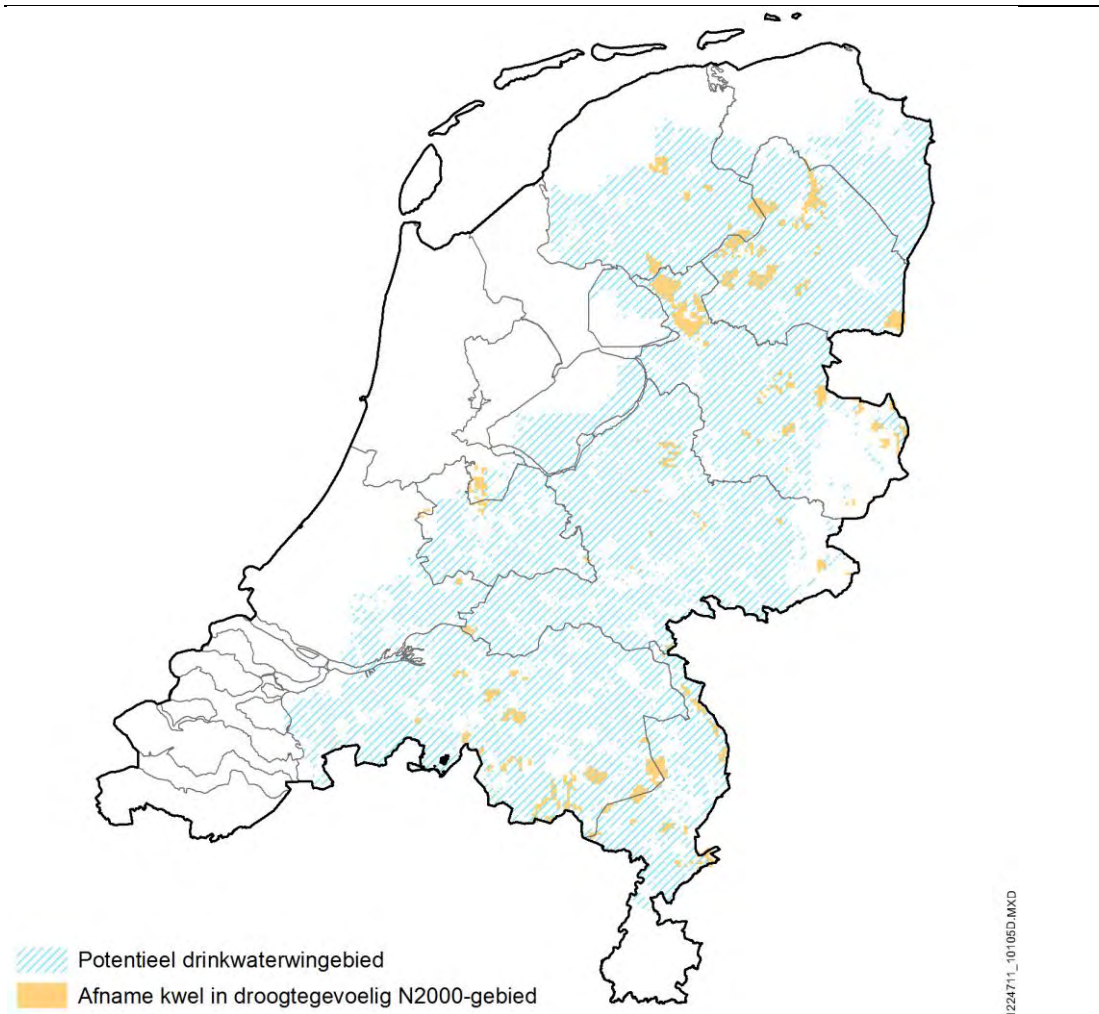 Potentieel drinkwaterwingebied
Afname kwel in droogtegevoelig N2000-gebied
I224711_10105D.MXD